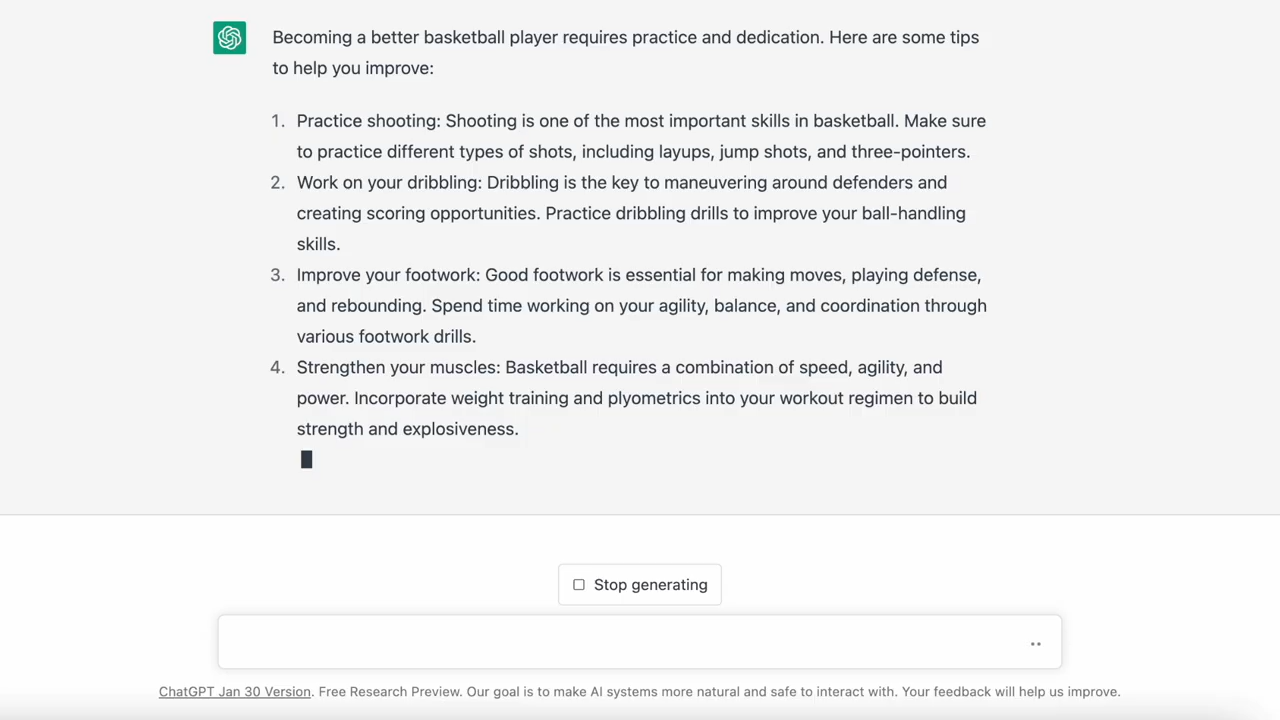 Becoming a better basketball player requires practice and dedication. Here are some tips
to help you improve:
1. Practice shooting: Shooting is one of the most important skills in basketball. Make sure
to practice different types of shots, including layups, jump shots, and three-pointers.
2. Work on your dribbling: Dribbling is the key to maneuvering around defenders and
creating scoring opportunities. Practice dribbling drills to improve your ball-handling
skills.
3. Improve your footwork: Good footwork is essential for making moves, playing defense,
and rebounding. Spend time working on your agility, balance, and coordination through
various footwork drills.
4. Strengthen your muscles: Basketball requires a combination of speed, agility, and
power. Incorporate weight training and plyometrics into your workout regimen to build
strength and explosiveness.
Stop generating
ChatGPT Jan 30 Version. Free Research Preview. Our goal is to make AI systems more natural and safe to interact with. Your feedback will help us improve.